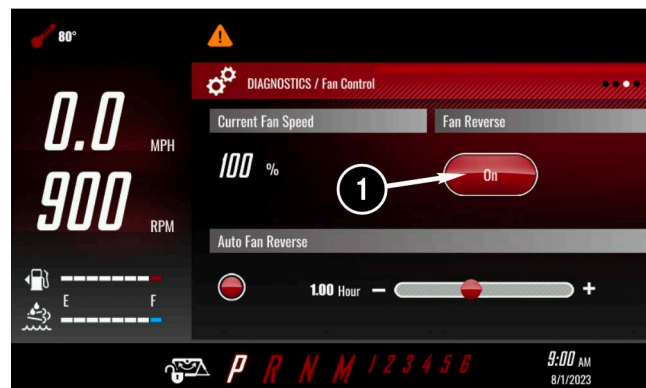 80°
DIAGNOSTICS / Fan Control
0.0 MPH
900 RPM
Current Fan Speed
Fan Reverse
100 %
1
On
Auto Fan Reverse
E F
1.00 Hour - +
P R N M 1 2 3 4 5 6
9:00 AM
8/1/2023